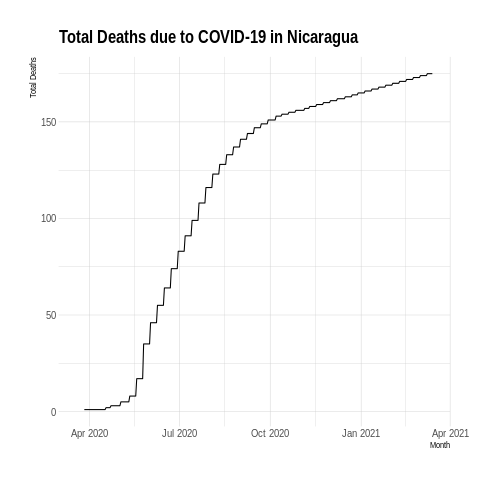 Total Deaths due to COVID-19 in Nicaragua
Total Deaths
150
100
50
0
Apr 2020 Jul 2020 Oct 2020 Jan 2021 Apr 2021
Month